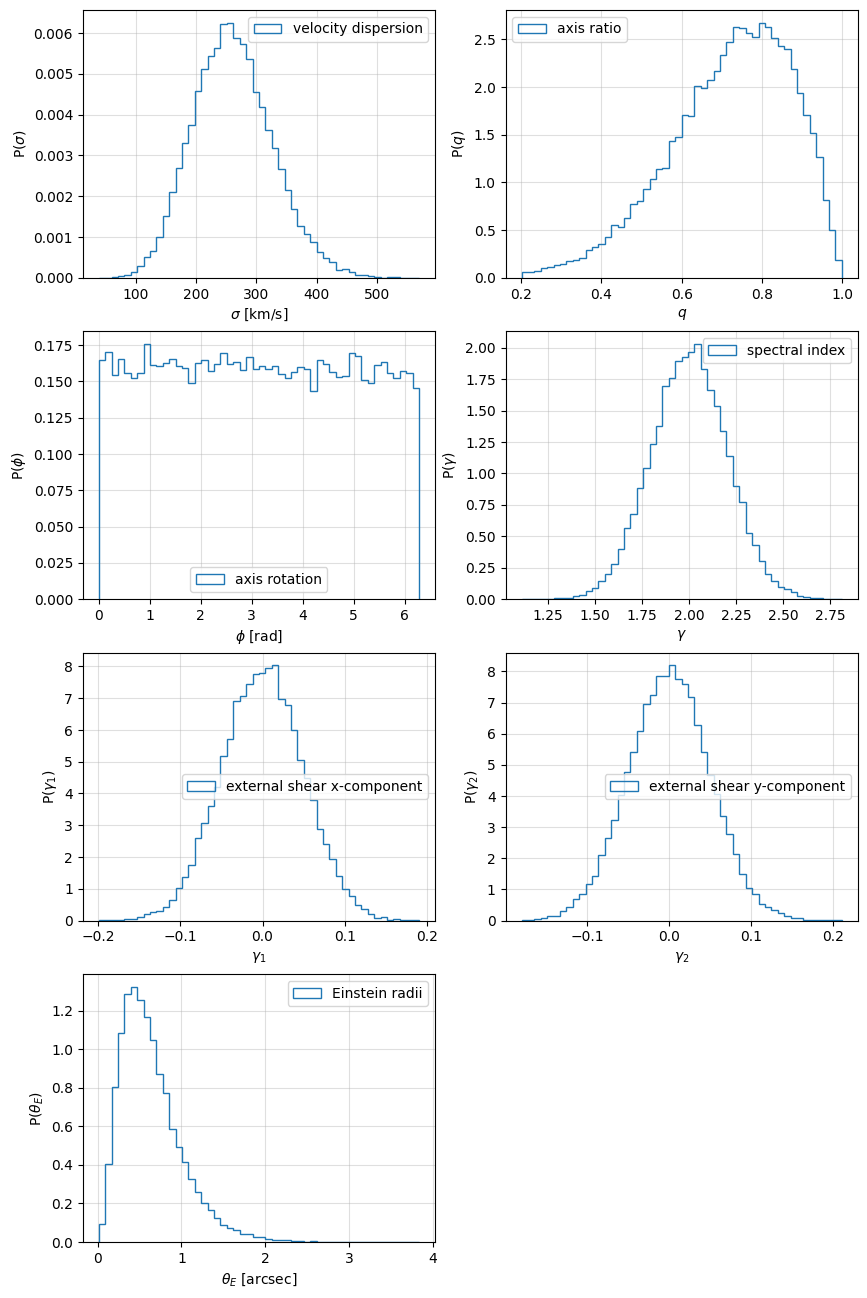 velocity dispersion
P(σ)
0.006
0.005
0.004
0.003
0.002
0.001
0.000
100 200 300 400 500
σ [km/s]
axis ratio
P(q)
2.5
2.0
1.5
1.0
0.5
0.0
0.2 0.4 0.6 0.8 1.0
q
axis rotation
P(ϕ)
0.175
0.150
0.125
0.100
0.075
0.050
0.025
0.000
0 1 2 3 4 5 6
ϕ [rad]
spectral index
P(γ)
2.00
1.75
1.50
1.25
1.00
0.75
0.50
0.25
0.00
1.25 1.50 1.75 2.00 2.25 2.50 2.75
γ
external shear x-component
P(γ₁)
8
7
6
5
4
3
2
1
0
−0.2 −0.1 0.0 0.1 0.2
γ₁
external shear y-component
P(γ₂)
8
7
6
5
4
3
2
1
0
−0.1 0.0 0.1 0.2
γ₂
Einstein radii
P(θ_E)
1.2
1.0
0.8
0.6
0.4
0.2
0.0
0 1 2 3 4
θ_E [arcsec]